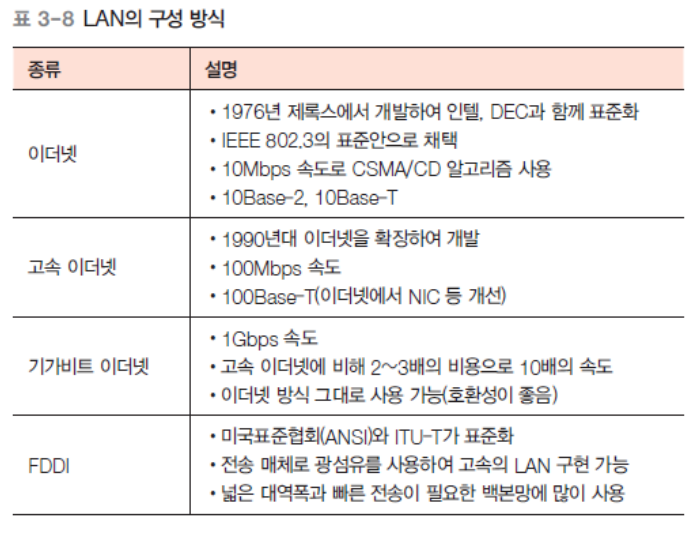 표 3-8 LAN의 구성 방식
종류 설명
이더넷
• 1976년 제록스에서 개발하여 인텔, DEC과 함께 표준화
• IEEE 802.3의 표준안으로 채택
• 10Mbps 속도로 CSMA/CD 알고리즘 사용
• 10Base-2, 10Base-T
고속 이더넷
• 1990년대 이더넷을 확장하여 개발
• 100Mbps 속도
• 100Base-T(이더넷에서 NIC 등 개선)
기가비트 이더넷
• 1Gbps 속도
• 고속 이더넷에 비해 2~3배의 비용으로 10배의 속도
• 이더넷 방식 그대로 사용 가능(호환성이 좋음)
FDDI
• 미국표준협회(ANSI)와 ITU-T가 표준화
• 전송 매체로 광섬유를 사용하여 고속의 LAN 구현 가능
• 넓은 대역폭과 빠른 전송이 필요한 백본망에 많이 사용